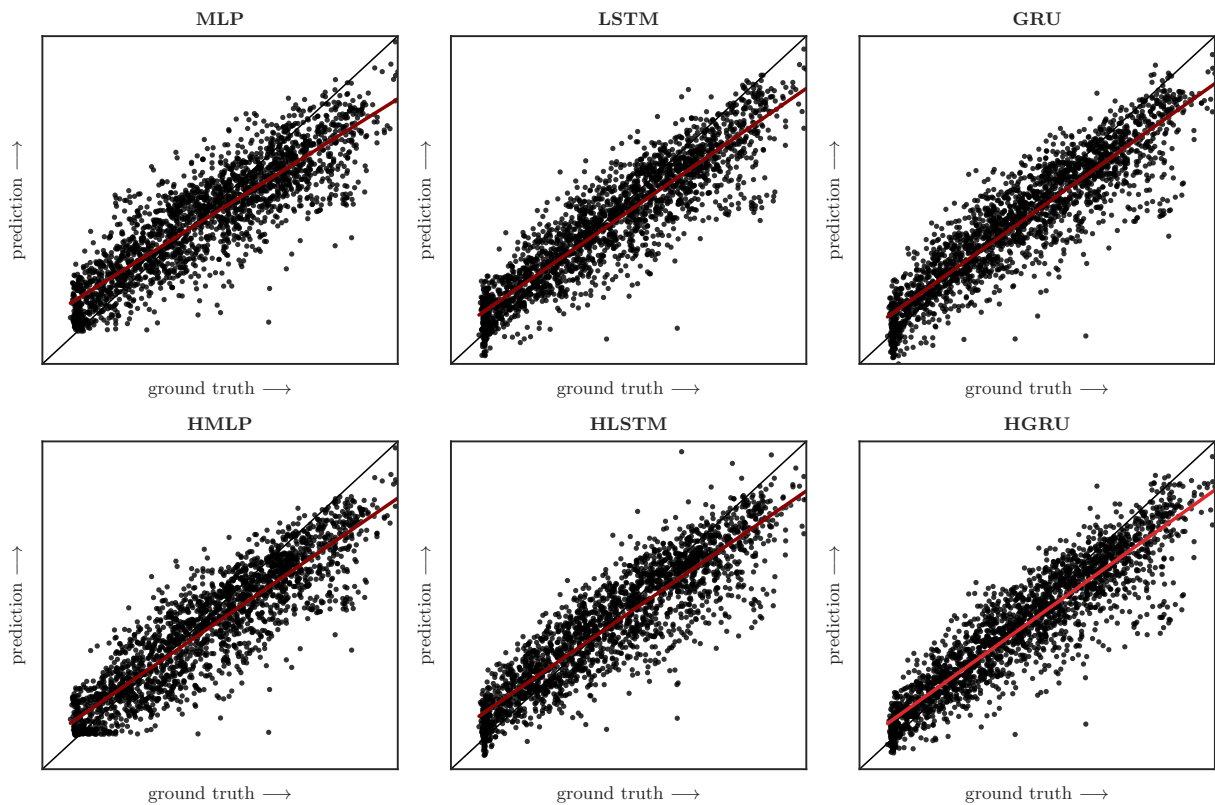 MLP LSTM GRU
prediction ⟶ prediction ⟶ prediction ⟶
ground truth ⟶ ground truth ⟶ ground truth ⟶
HMLP HLSTM HGRU
prediction ⟶ prediction ⟶ prediction ⟶
ground truth ⟶ ground truth ⟶ ground truth ⟶